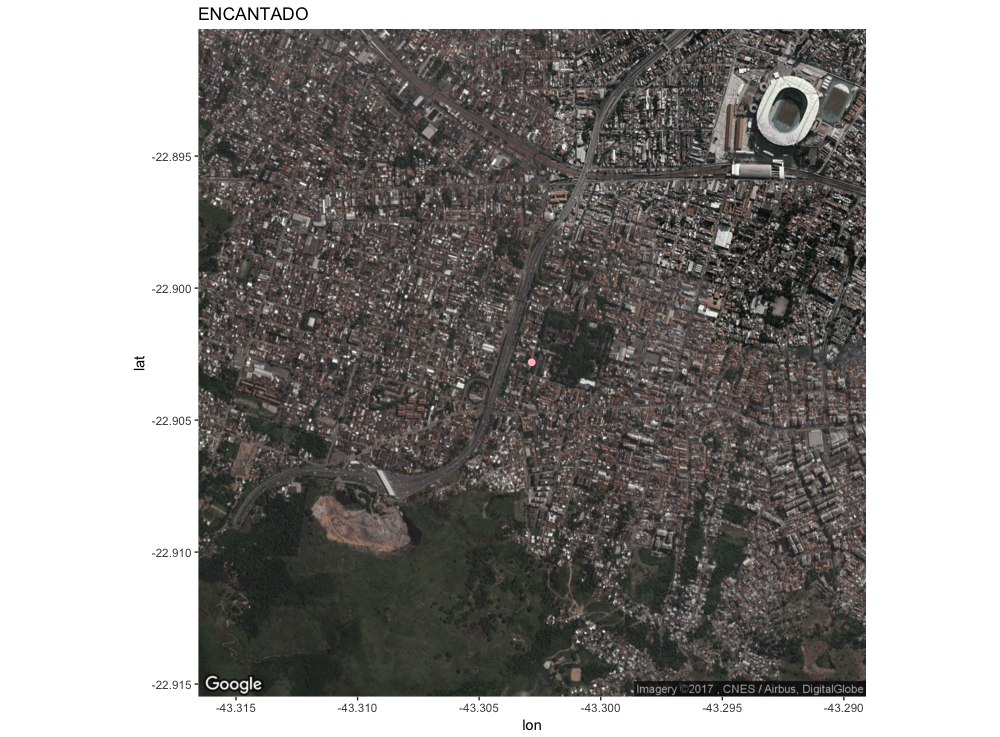 ENCANTADO
-22.895
-22.900
lat
-22.905
-22.910
-22.915
Google
Imagery ©2017 , CNES / Airbus, DigitalGlobe
-43.315
-43.310
-43.305
-43.300
-43.295
-43.290
lon